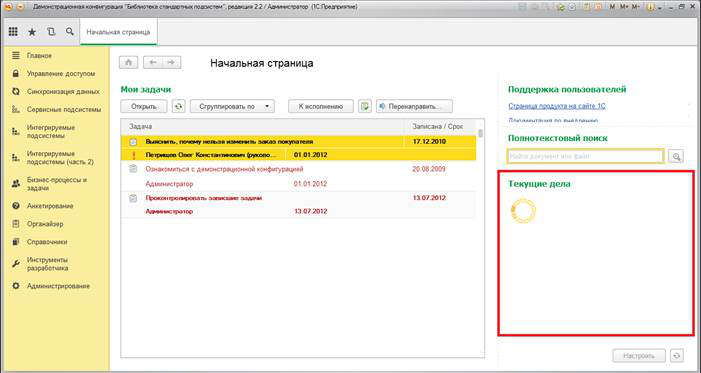 Демонстрационная конфигурация "Библиотека стандартных подсистем", редакция 2.2 / Администратор (1С:Предприятие)
M M+ M-
Начальная страница
Главное
Управление доступом
Синхронизация данных
Сервисные подсистемы
Интегрируемые
подсистемы
Интегрируемые
подсистемы (часть 2)
Бизнес-процессы и
задачи
Анкетирование
Органайзер
Справочники
Инструменты
разработчика
Администрирование
Начальная страница
Мои задачи
Открыть
Сгруппировать по
К исполнению
Перенаправить...
Задача
Записана / Срок
Выяснить, почему нельзя изменить заказ покупателя
17.12.2010
Петрищев Олег Константинович (руково...
01.01.2012
Ознакомиться с демонстрационной конфигурацией
20.08.2009
Администратор
01.01.2012
Проконтролировать зависшие задачи
13.07.2012
Администратор
13.07.2012
Поддержка пользователей
Страница продукта на сайте 1С
Документация по внедрению
Полнотекстовый поиск
Найти документ или файл
Текущие дела
Настроить